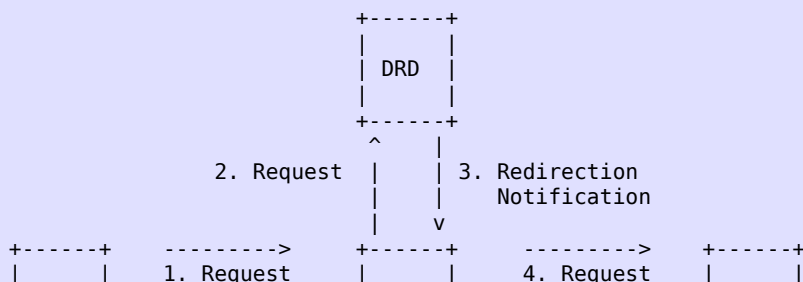 DRD
2. Request 3. Redirection
Notification
1. Request 4. Request